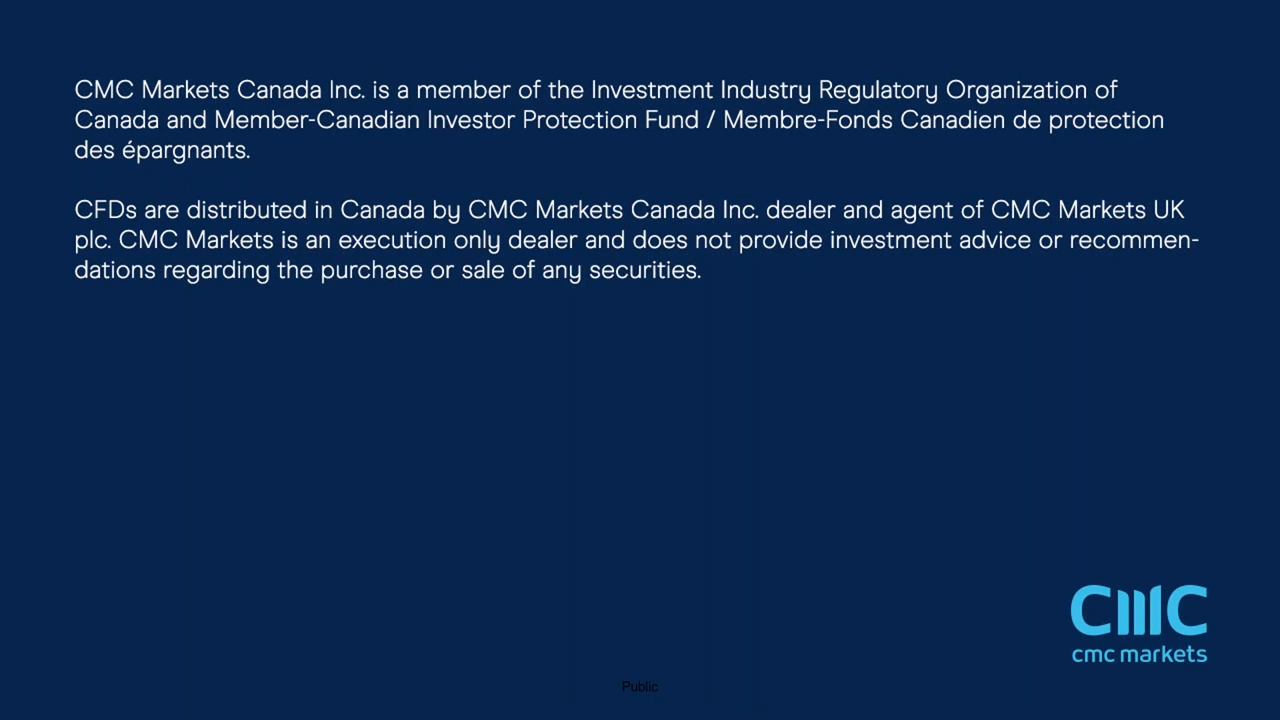 CMC Markets Canada Inc. is a member of the Investment Industry Regulatory Organization of
Canada and Member-Canadian Investor Protection Fund / Membre-Fonds Canadien de protection
des épargnants.
CFDs are distributed in Canada by CMC Markets Canada Inc. dealer and agent of CMC Markets UK
plc. CMC Markets is an execution only dealer and does not provide investment advice or recommen-
dations regarding the purchase or sale of any securities.
CMC
cmc markets
Public